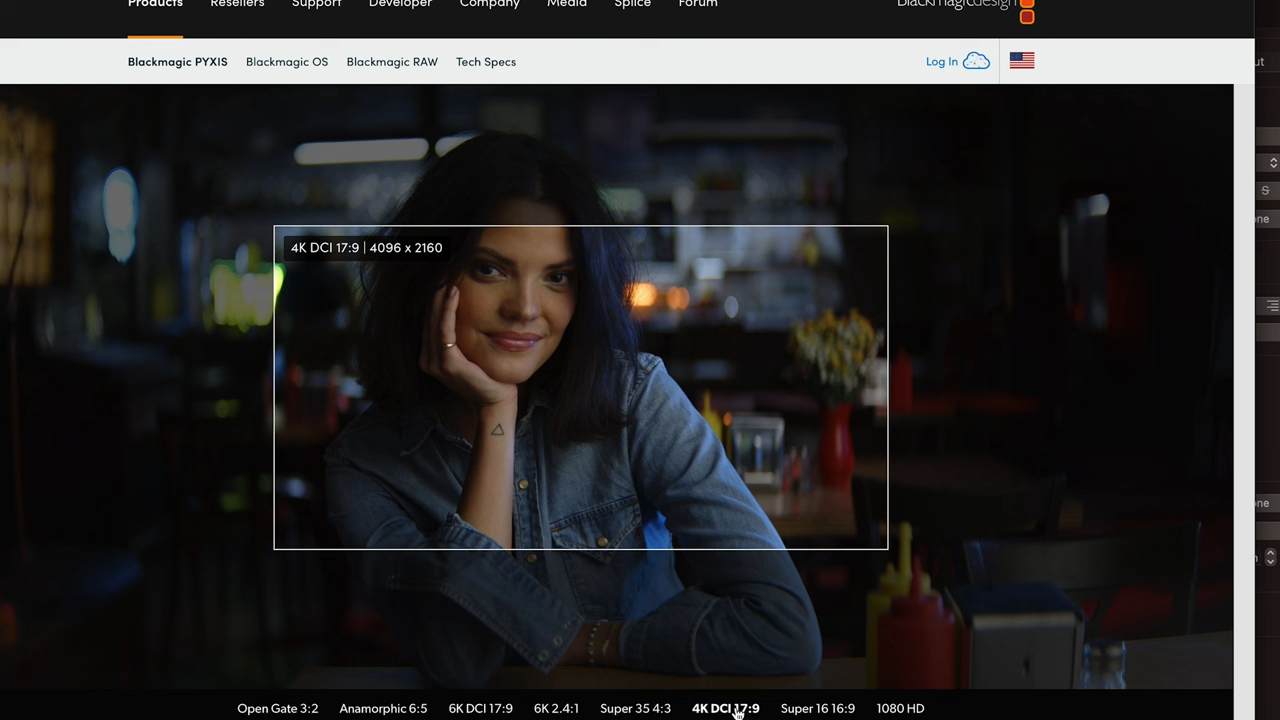 Products Resellers Support Developer Company Media Splice Forum
Blackmagicdesign
Blackmagic PYXIS Blackmagic OS Blackmagic RAW Tech Specs
Log In
4K DCI 17:9 | 4096 x 2160
Open Gate 3:2 Anamorphic 6:5 6K DCI 17:9 6K 2.4:1 Super 35 4:3 4K DCI 17:9 Super 16 16:9 1080 HD